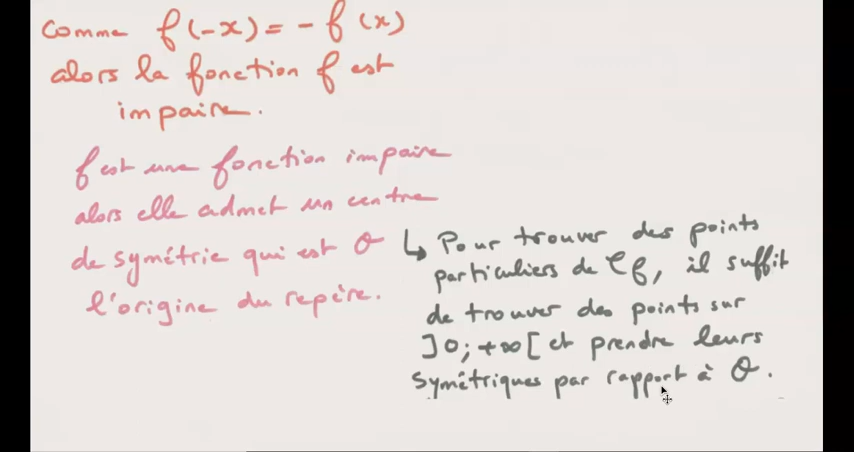 Comme f(-x) = - f(x)
alors la fonction f est
impaire.
f est une fonction impaire
alors elle admet un centre
de symétrie qui est O
l'origine du repère.
↳ Pour trouver des points
particuliers de Cf, il suffit
de trouver des points sur
]0; +∞[ et prendre leurs
symétriques par rapport à O.